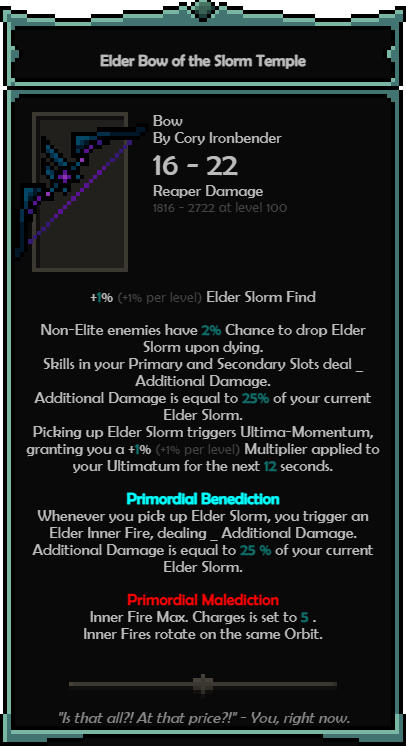 Elder Bow of the Slorm Temple
Bow
By Cory Ironbender
16 - 22
Reaper Damage
1816 - 2722 at level 100
+1% (+1% per level) Elder Slorm Find
Non-Elite enemies have 2% Chance to drop Elder
Slorm upon dying.
Skills in your Primary and Secondary Slots deal _
Additional Damage.
Additional Damage is equal to 25% of your current
Elder Slorm.
Picking up Elder Slorm triggers Ultima-Momentum,
granting you a +1% (+1% per level) Multiplier applied to
your Ultimatum for the next 12 seconds.
Primordial Benediction
Whenever you pick up Elder Slorm, you trigger an
Elder Inner Fire, dealing _ Additional Damage.
Additional Damage is equal to 25 % of your current
Elder Slorm.
Primordial Malediction
Inner Fire Max. Charges is set to 5 .
Inner Fires rotate on the same Orbit.
"Is that all?! At that price?!" - You, right now.